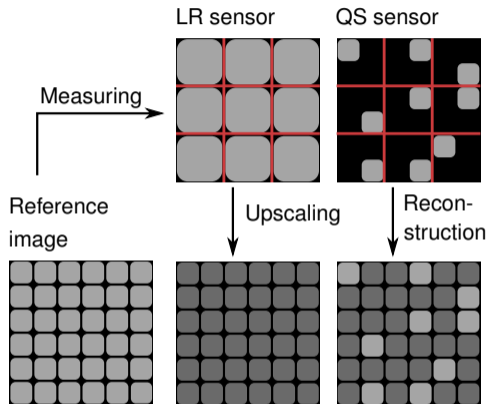 LR sensor
QS sensor
Measuring
Reference
image
Upscaling
Recon-
struction